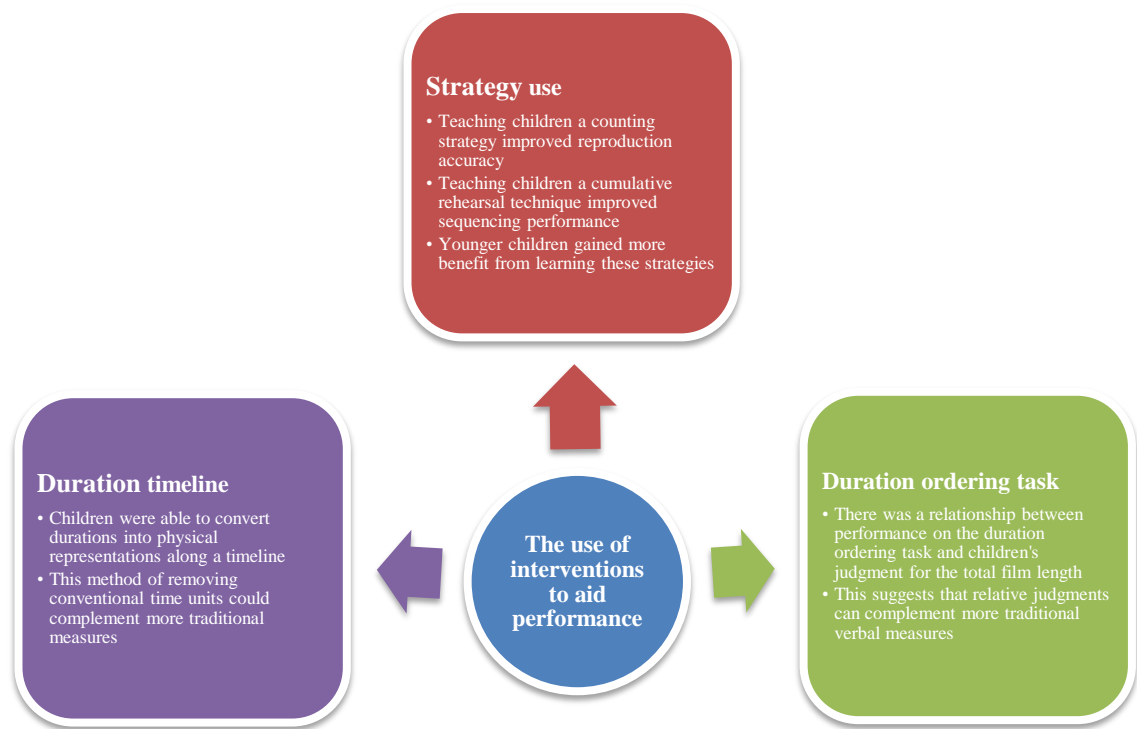 Strategy use
• Teaching children a counting
strategy improved reproduction
accuracy
• Teaching children a cumulative
rehearsal technique improved
sequencing performance
• Younger children gained more
benefit from learning these strategies
Duration timeline
• Children were able to convert
durations into physical
representations along a timeline
• This method of removing
conventional time units could
complement more traditional
measures
The use of
interventions
to aid
performance
Duration ordering task
• There was a relationship between
performance on the duration
ordering task and children's
judgment for the total film length
• This suggests that relative judgments
can complement more traditional
verbal measures